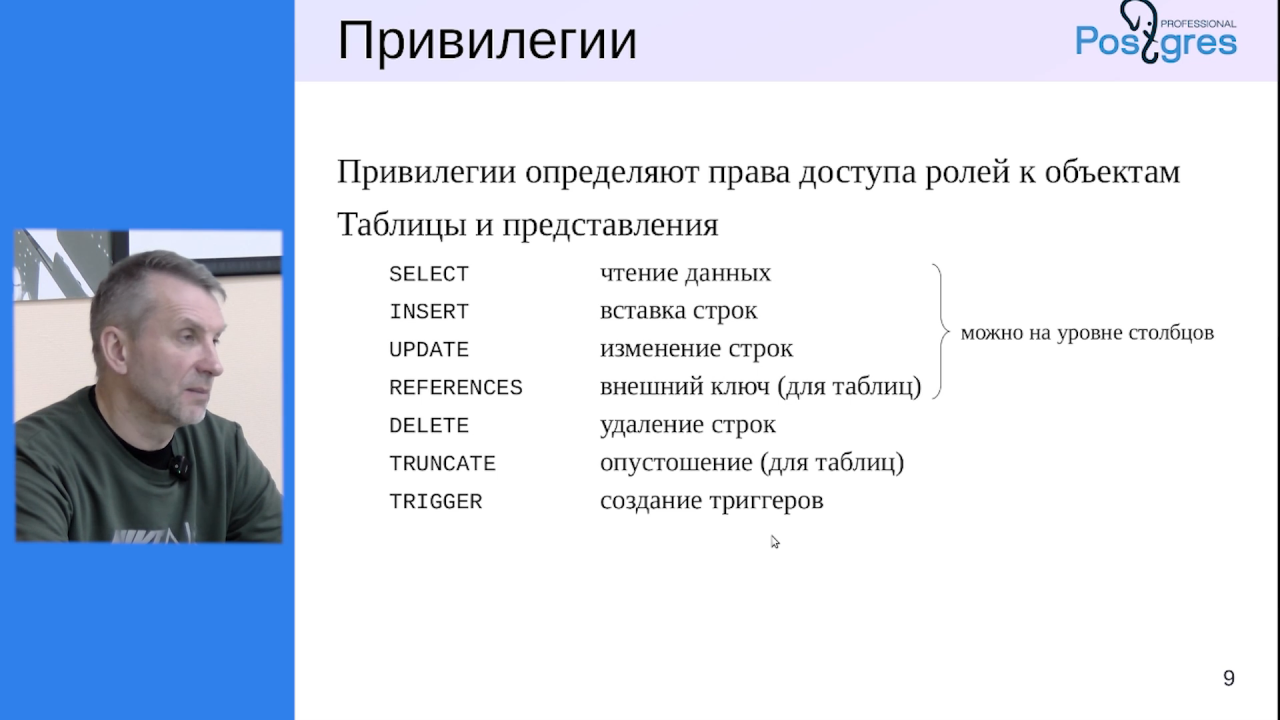 Привилегии
PROFESSIONAL
Postgres
Привилегии определяют права доступа ролей к объектам
Таблицы и представления
SELECT чтение данных
INSERT вставка строк
UPDATE изменение строк
REFERENCES внешний ключ (для таблиц)
можно на уровне столбцов
DELETE удаление строк
TRUNCATE опустошение (для таблиц)
TRIGGER создание триггеров
9